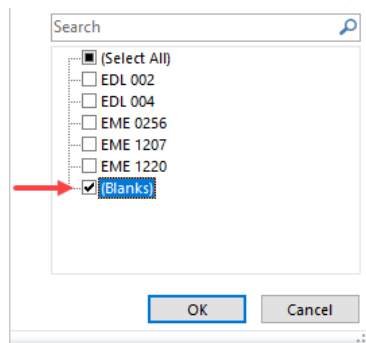 Search
(Select All)
EDL 002
EDL 004
EME 0256
EME 1207
EME 1220
(Blanks)
OK Cancel